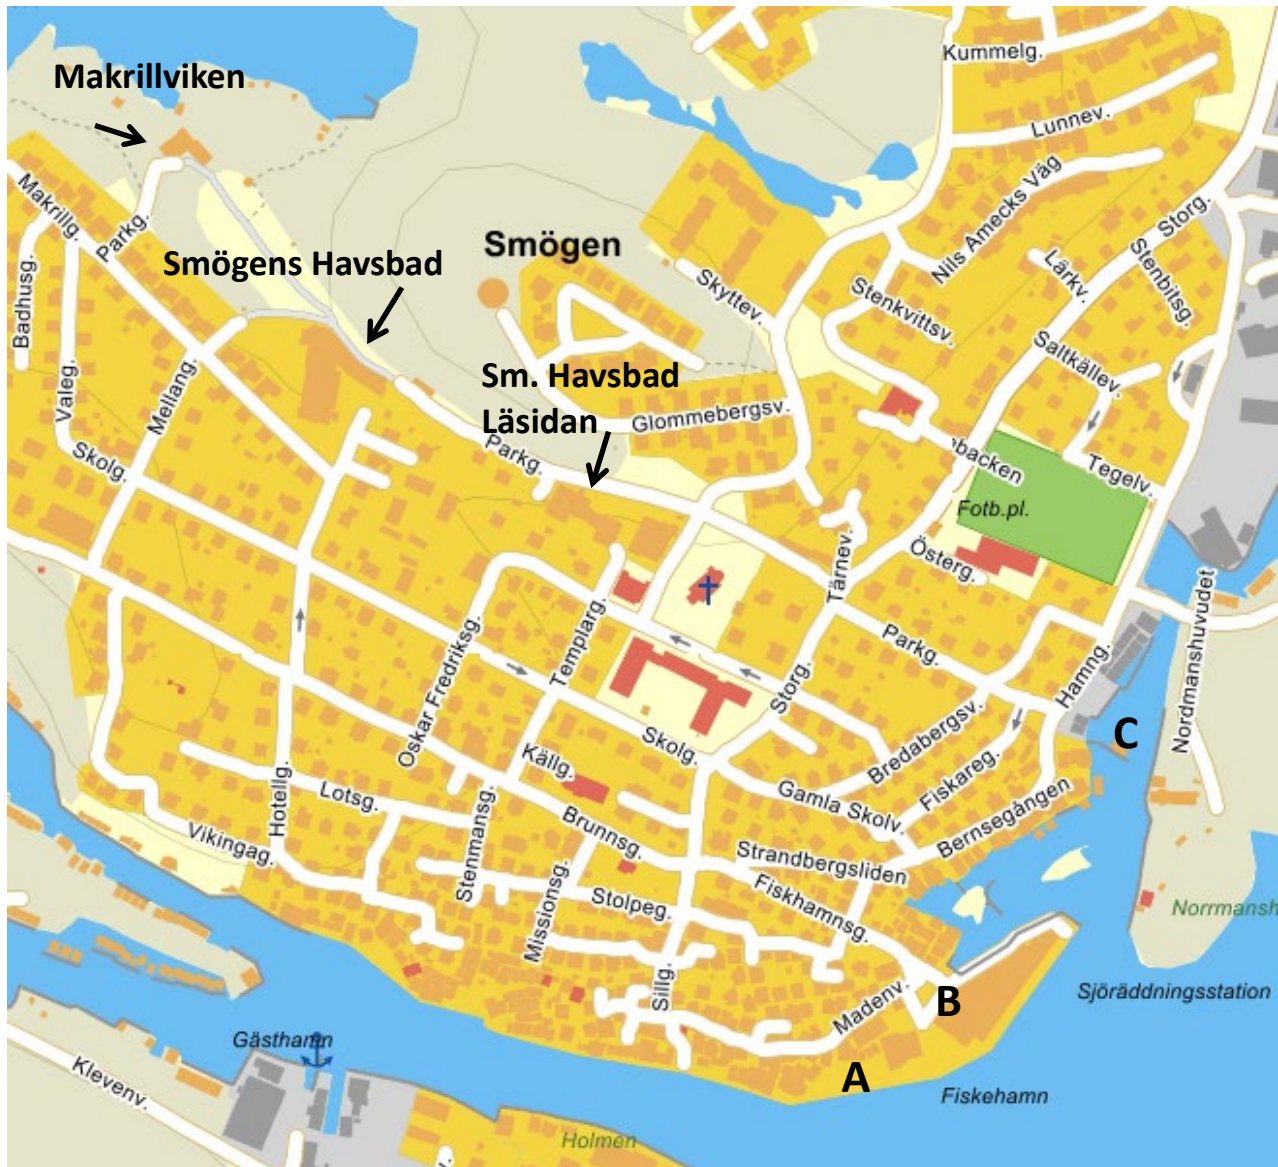 Kummelg.
Makrillviken
Lunnev.
Nils Amecks Väg
Makrillg.
Parkg.
Storg.
Smögen
Smögens Havsbad
Lärkv.
Stenbitsg.
Badhusg.
Skyttev.
Stenkvittsv.
Saltkällev.
Valeg.
Mellang.
Sm. Havsbad
Läsidan
Glommebergsv.
Skolg.
Parkg.
backen
Tegelv.
Fotb.pl.
Österg.
Tärnev.
Nordmanshuvudet
Oskar Fredriksg.
Templarg.
Parkg.
Hamng.
Storg.
Skolg.
Bredabergsv.
C
Källg.
Fiskareg.
Hotellg.
Lotsg.
Gamla Skolv.
Bernsegången
Vikingag.
Stenmansg.
Brunnsg.
Strandbergsliden
Fiskhamnsg.
Stolpeg.
Missionsg.
Norrmansh
Sillg.
Madenv.
B
Sjöräddningsstation
Gästhamn
A
Klevenv.
Fiskehamn
Holmen
v.